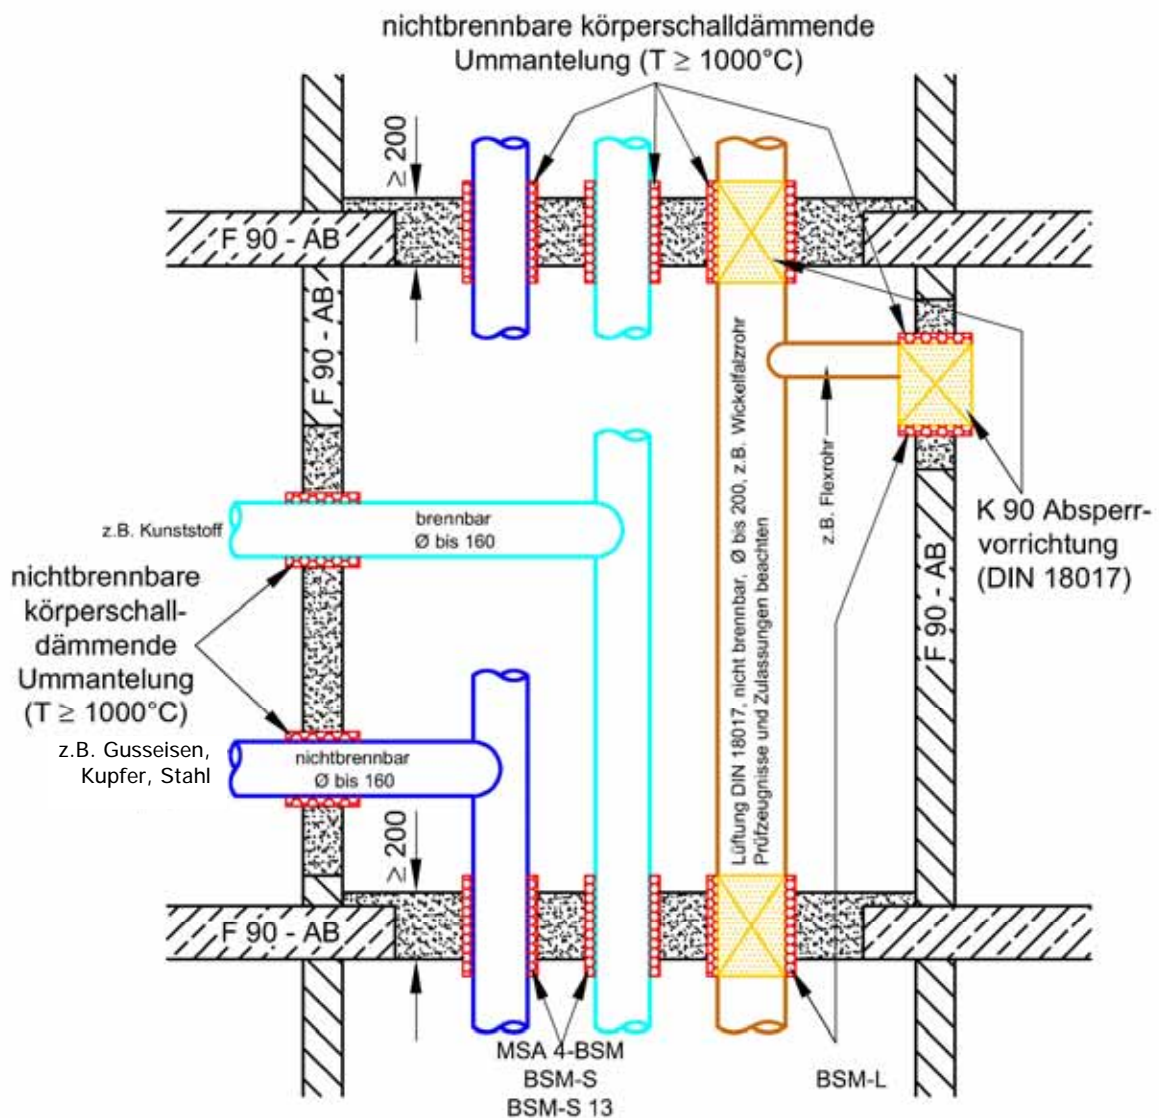 nichtbrennbare körperschalldämmende
Ummantelung (T ≥ 1000°C)
≥ 200
F 90 - AB
F 90 - AB
Lüftung DIN 18017, nicht brennbar, Ø bis 200, z.B. Wickelfalzrohr
Prüfzeugnisse und Zulassungen beachten
z.B. Flexrohr
K 90 Absperr-
vorrichtung
(DIN 18017)
F 90 - AB
z.B. Kunststoff
brennbar
Ø bis 160
nichtbrennbare
körperschall-
dämmende
Ummantelung
(T ≥ 1000°C)
z.B. Gusseisen,
Kupfer, Stahl
nichtbrennbar
Ø bis 160
≥ 200
F 90 - AB
MSA 4-BSM
BSM-S
BSM-S 13
BSM-L